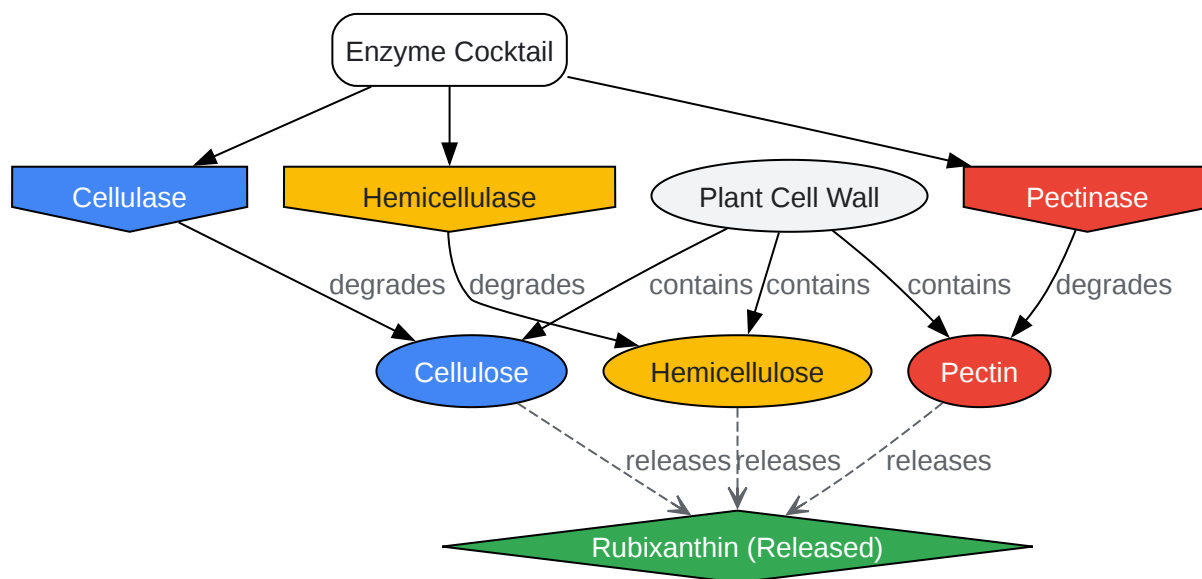 Enzyme Cocktail
Cellulase
Hemicellulase
Plant Cell Wall
Pectinase
degrades
degrades
contains
contains
contains
degrades
Cellulose
Hemicellulose
Pectin
releases
releases
releases
Rubixanthin (Released)